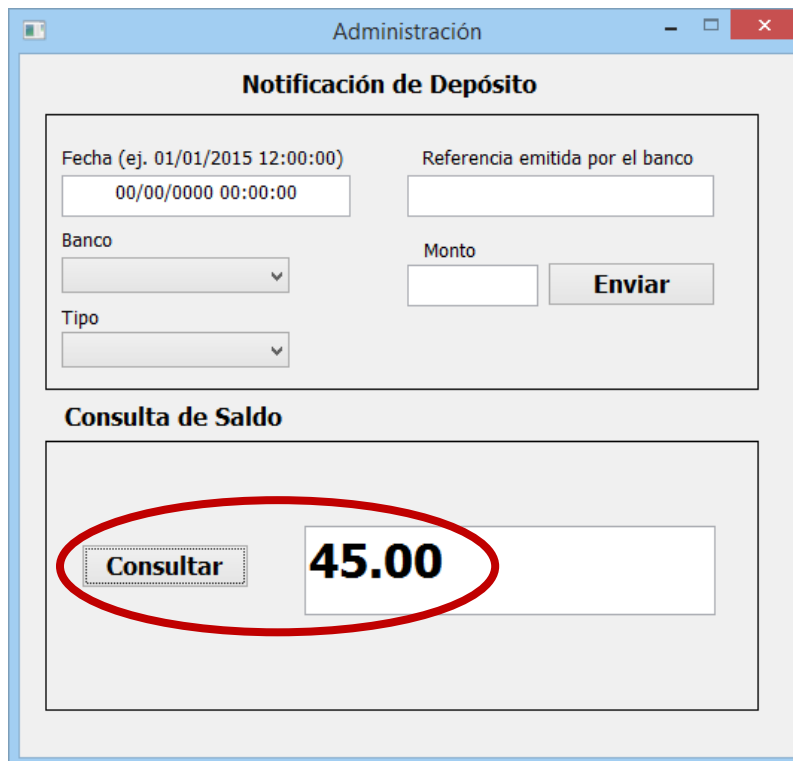 Administración
Notificación de Depósito
Fecha (ej. 01/01/2015 12:00:00)
Referencia emitida por el banco
00/00/0000 00:00:00
Banco
Monto
Enviar
Tipo
Consulta de Saldo
Consultar
45.00